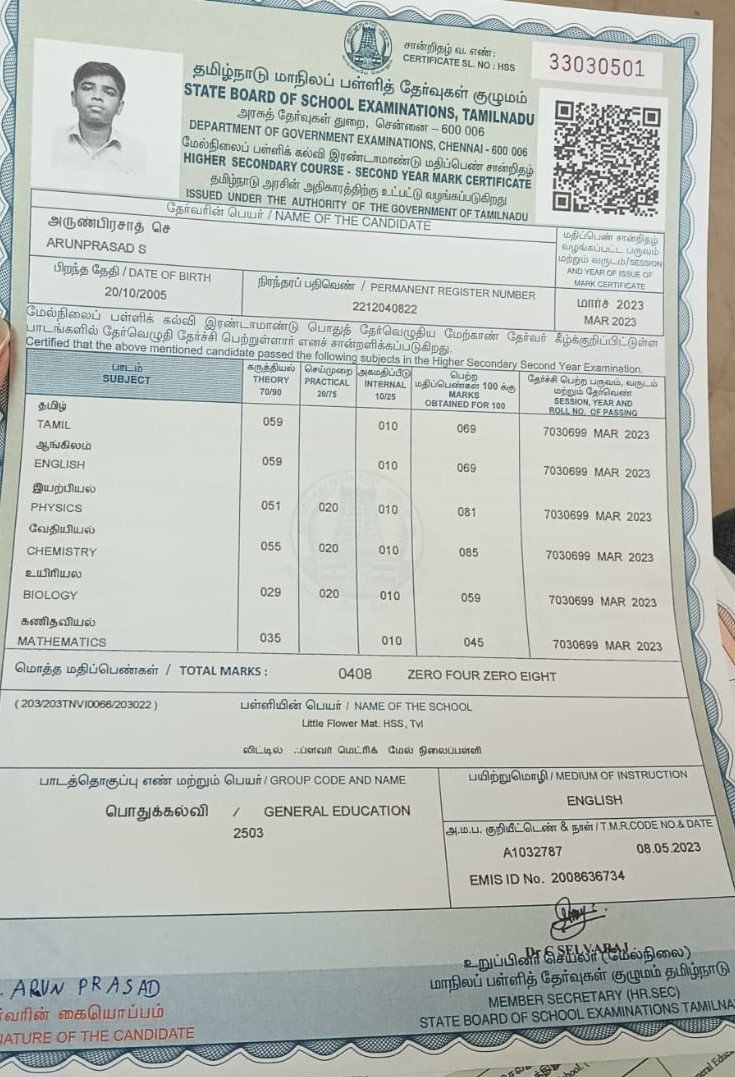 சான்றிதழ் வ. எண்:
CERTIFICATE SL. NO : HSS
33030501
தமிழ்நாடு மாநிலப் பள்ளித் தேர்வுகள் குழுமம்
STATE BOARD OF SCHOOL EXAMINATIONS, TAMILNADU
அரசுத் தேர்வுகள் துறை, சென்னை – 600 006
DEPARTMENT OF GOVERNMENT EXAMINATIONS, CHENNAI - 600 006
மேல்நிலைப் பள்ளிக் கல்வி இரண்டாமாண்டு மதிப்பெண் சான்றிதழ்
HIGHER SECONDARY COURSE - SECOND YEAR MARK CERTIFICATE
தமிழ்நாடு அரசின் அதிகாரத்திற்கு உட்பட்டு வழங்கப்படுகிறது
ISSUED UNDER THE AUTHORITY OF THE GOVERNMENT OF TAMILNADU
தேர்வரின் பெயர் / NAME OF THE CANDIDATE
அருண்பிரசாத் செ
ARUNPRASAD S
மதிப்பெண் சான்றிதழ்
வழங்கப்பட்ட பருவம்
மற்றும் வருடம்/SESSION
AND YEAR OF ISSUE OF
MARK CERTIFICATE
பிறந்த தேதி / DATE OF BIRTH
20/10/2005
நிரந்தரப் பதிவெண் / PERMANENT REGISTER NUMBER
2212040822
மார்ச் 2023
MAR 2023
மேல்நிலைப் பள்ளிக் கல்வி இரண்டாமாண்டு பொதுத் தேர்வெழுதிய மேற்காண் தேர்வர் கீழ்க்குறிப்பிட்டுள்ள
பாடங்களில் தேர்வெழுதி தேர்ச்சி பெற்றுள்ளார் எனச் சான்றளிக்கப்படுகிறது.
Certified that the above mentioned candidate passed the following subjects in the Higher Secondary Second Year Examination.
பாடம்
SUBJECT
கருத்தியல்
THEORY
70/90
செய்முறை
PRACTICAL
20/75
அகமதிப்பீடு
INTERNAL
10/25
பெற்ற
மதிப்பெண்கள் 100 க்கு
MARKS
OBTAINED FOR 100
தேர்ச்சி பெற்ற பருவம், வருடம்
மற்றும் தேர்வெண்
SESSION, YEAR AND
ROLL NO. OF PASSING
தமிழ்
TAMIL 059 010 069 7030699 MAR 2023
ஆங்கிலம்
ENGLISH 059 010 069 7030699 MAR 2023
இயற்பியல்
PHYSICS 051 020 010 081 7030699 MAR 2023
வேதியியல்
CHEMISTRY 055 020 010 085 7030699 MAR 2023
உயிரியல்
BIOLOGY 029 020 010 059 7030699 MAR 2023
கணிதவியல்
MATHEMATICS 035 010 045 7030699 MAR 2023
மொத்த மதிப்பெண்கள் / TOTAL MARKS : 0408 ZERO FOUR ZERO EIGHT
( 203/203TNVI0066/203022 )
பள்ளியின் பெயர் / NAME OF THE SCHOOL
Little Flower Mat. HSS, Tvl
லிட்டில் ஃப்ளவர் மெட்ரிக் மேல் நிலைப்பள்ளி
பாடத்தொகுப்பு எண் மற்றும் பெயர் / GROUP CODE AND NAME
பொதுக்கல்வி / GENERAL EDUCATION
2503
பயிற்றுமொழி / MEDIUM OF INSTRUCTION
ENGLISH
அ.ம.ப. குறியீட்டெண் & நாள் / T.M.R.CODE NO.& DATE
A1032787 08.05.2023
EMIS ID No. 2008636734
Dr C SELVARAJ
உறுப்பினர் செயலர் (மேல்நிலை)
மாநிலப் பள்ளித் தேர்வுகள் குழுமம் தமிழ்நாடு
MEMBER SECRETARY (HR.SEC)
STATE BOARD OF SCHOOL EXAMINATIONS TAMILNA
. ARUN PRASAD
ர்வரின் கையொப்பம்
NATURE OF THE CANDIDATE